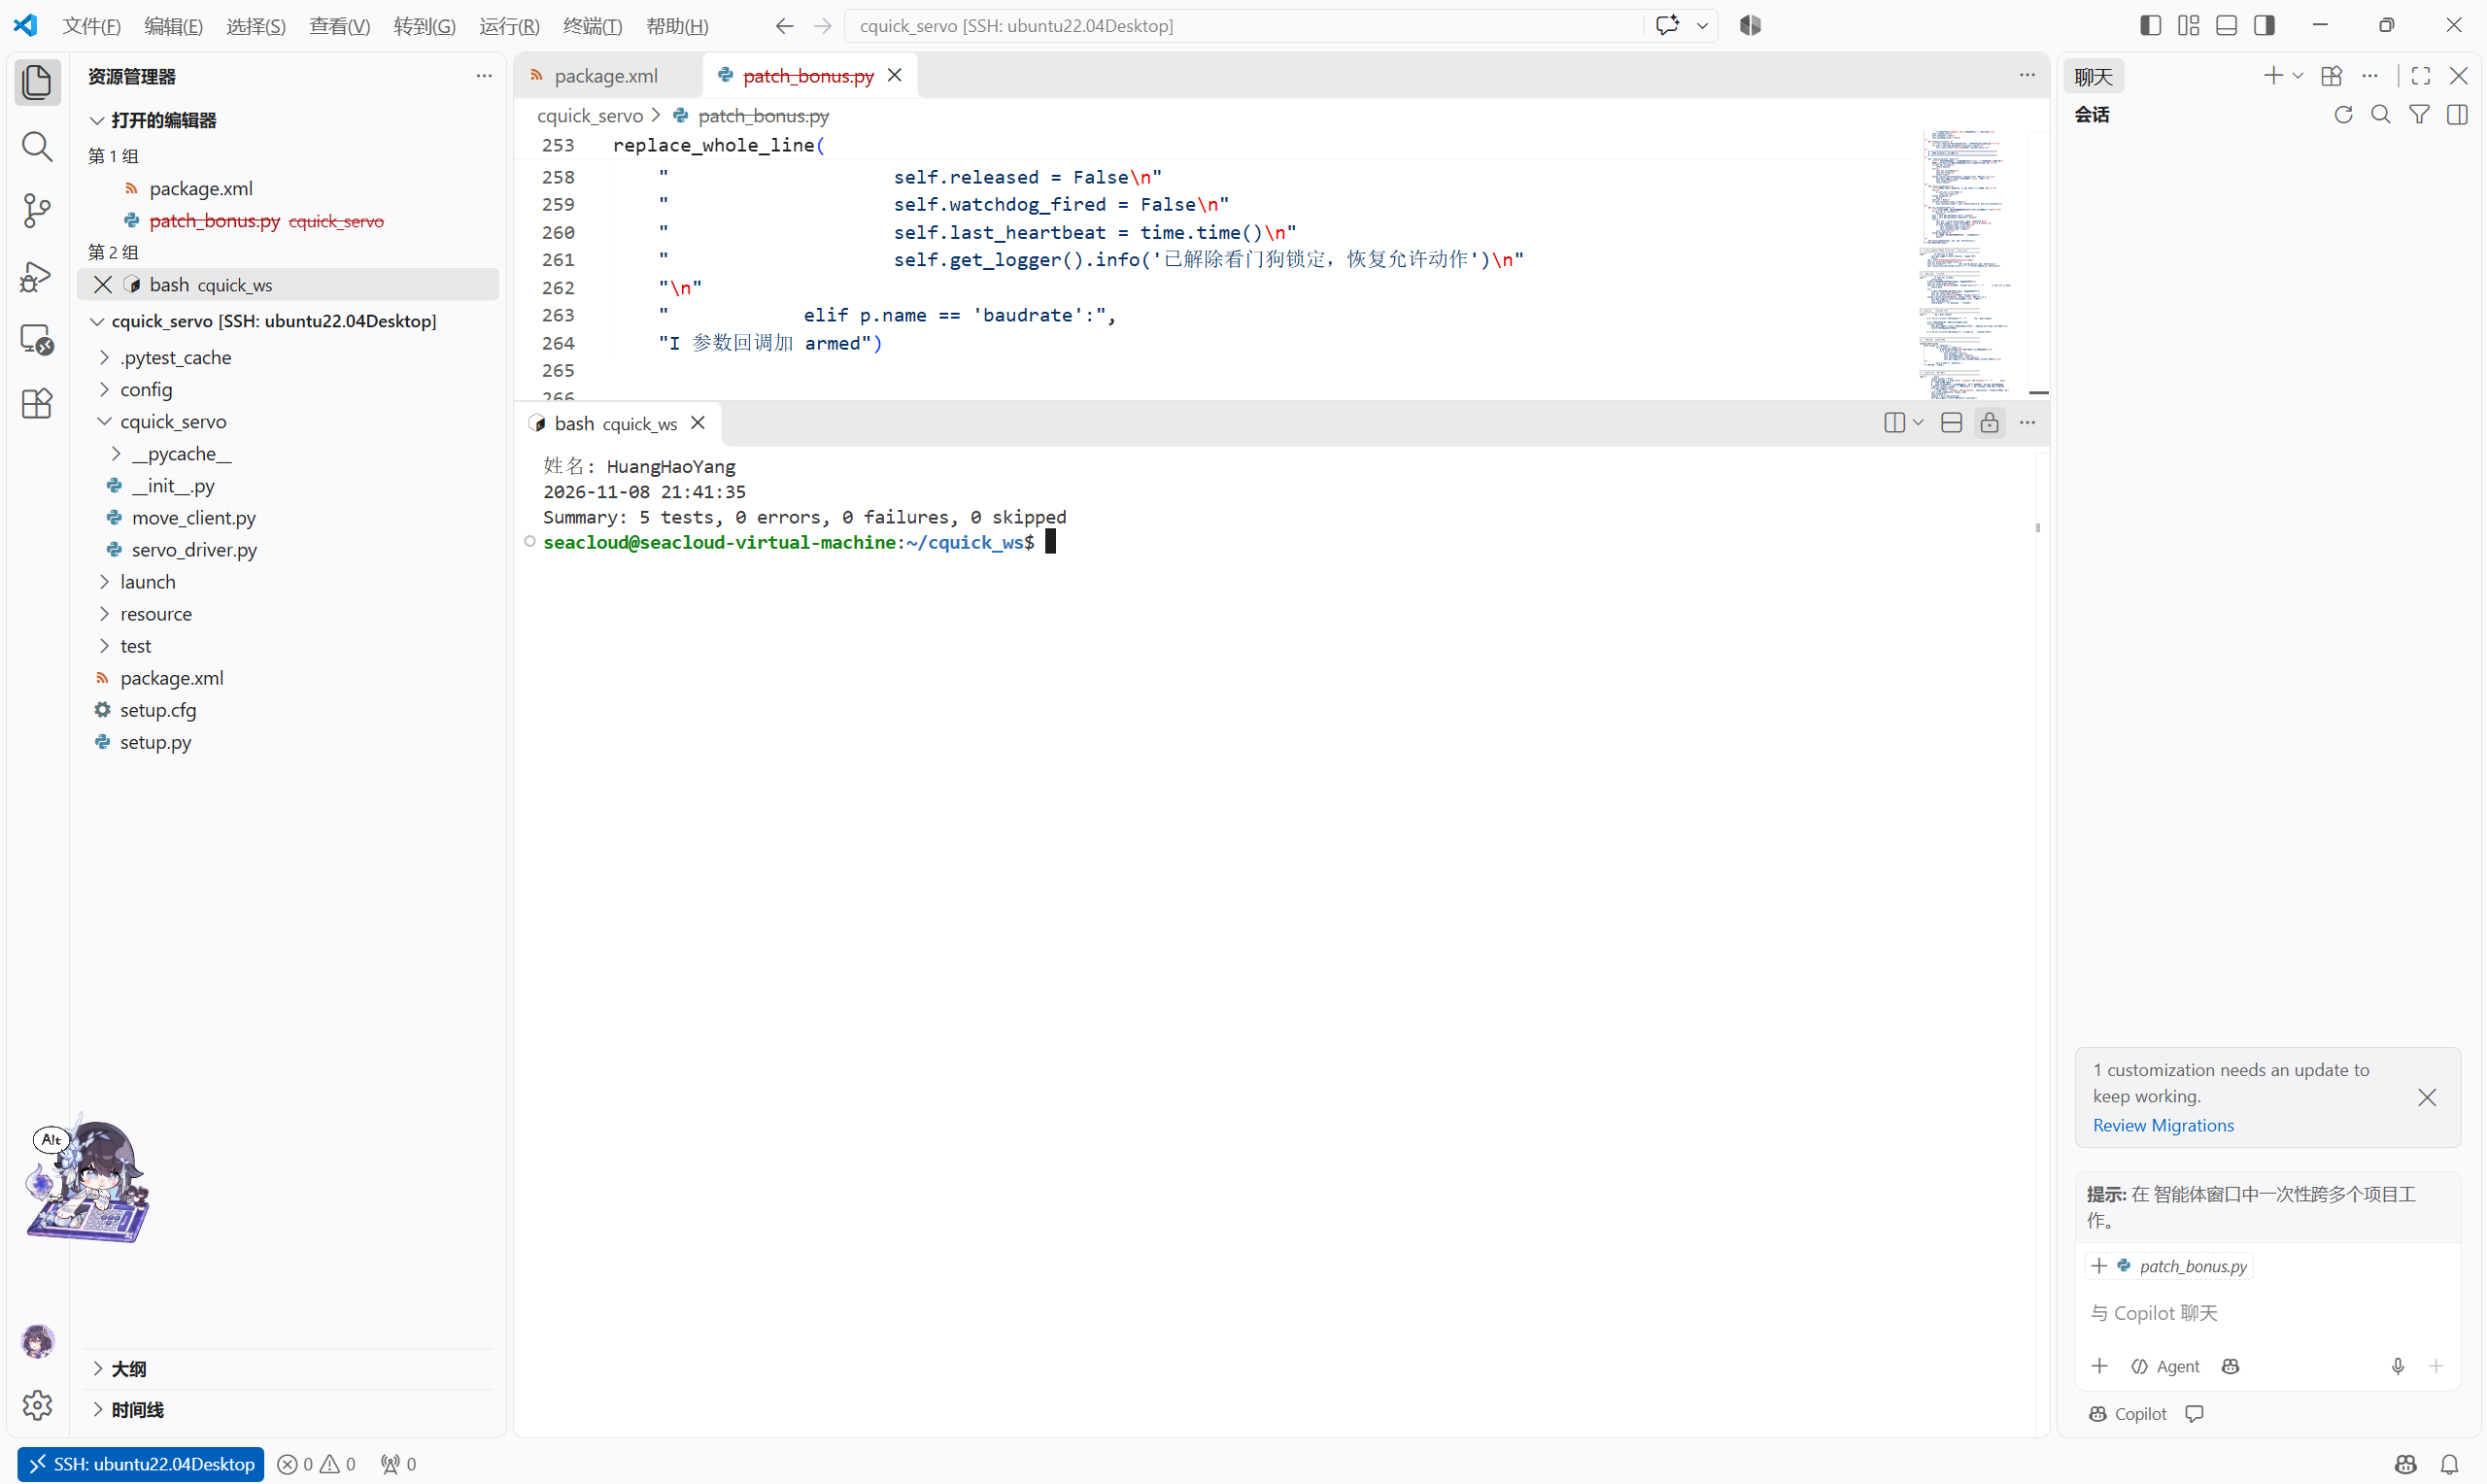 文件(F) 编辑(E) 选择(S) 查看(V) 转到(G) 运行(R) 终端(T) 帮助(H)
cquick_servo [SSH: ubuntu22.04Desktop]
资源管理器
打开的编辑器
第 1 组
package.xml
patch_bonus.py cquick_servo
第 2 组
bash cquick_ws
cquick_servo [SSH: ubuntu22.04Desktop]
.pytest_cache
config
cquick_servo
__pycache__
__init__.py
move_client.py
servo_driver.py
launch
resource
test
package.xml
setup.cfg
setup.py
Alt
大纲
时间线
package.xml patch_bonus.py
cquick_servo > patch_bonus.py
253 replace_whole_line(
258 " self.released = False\n"
259 " self.watchdog_fired = False\n"
260 " self.last_heartbeat = time.time()\n"
261 " self.get_logger().info('已解除看门狗锁定，恢复允许动作')\n"
262 "\n"
263 " elif p.name == 'baudrate':",
264 "I 参数回调加 armed")
265
266
bash cquick_ws
姓名: HuangHaoYang
2026-11-08 21:41:35
Summary: 5 tests, 0 errors, 0 failures, 0 skipped
seacloud@seacloud-virtual-machine:~/cquick_ws$
聊天
会话
1 customization needs an update to
keep working.
Review Migrations
提示: 在 智能体窗口中一次性跨多个项目工
作。
patch_bonus.py
与 Copilot 聊天
Agent
Copilot
SSH: ubuntu22.04Desktop 0 0 0